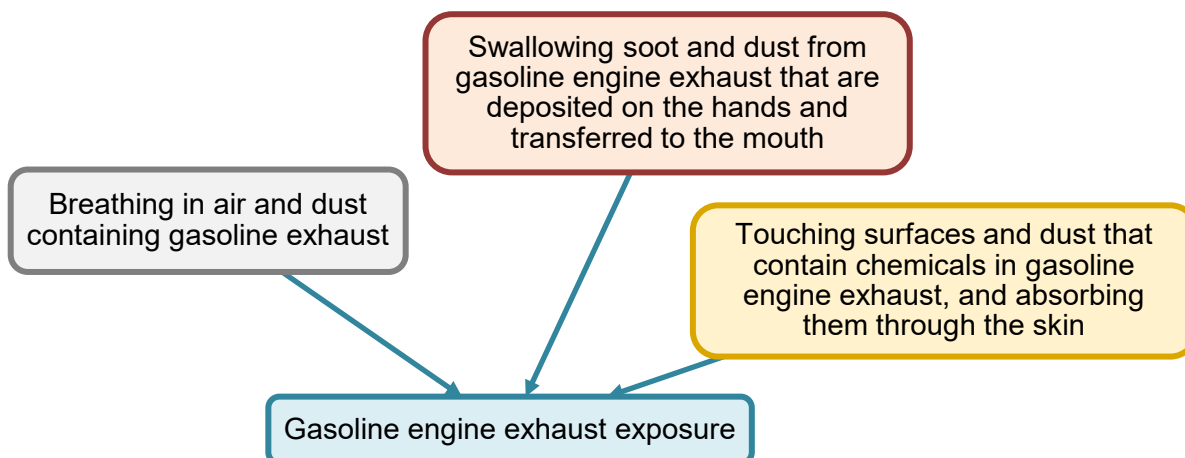 Swallowing soot and dust from
gasoline engine exhaust that are
deposited on the hands and
transferred to the mouth
Breathing in air and dust
containing gasoline exhaust
Touching surfaces and dust that
contain chemicals in gasoline
engine exhaust, and absorbing
them through the skin
Gasoline engine exhaust exposure